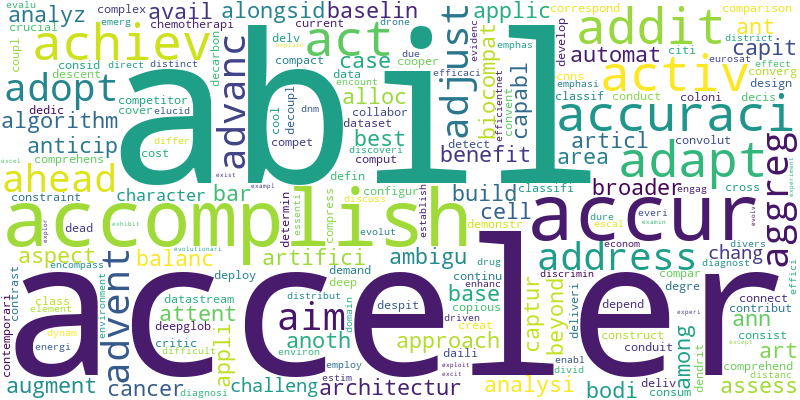 analyz
crucial
evalu
emerg
complex
chemotherapi
avail
alongsid
drone
baselin
current
delv
applic
correspond
comparison
emphas
evidenc
develop
ant
district
capit
citi
eurosat
effect
converg
achiev
act
addit
coupl
descent
consid
direct
distinct
decarbon
compact
case
due
cooper
data
efficaci
encount
adjust
biocompat
capabl
automat
cnns
emphasi
activ
adopt
advanc
dedic
elucid
competitor
cover
cool
decoupl
dnm
alloc
collabor
dataset
efficientnet
convent
classif
conduct
coloni
decis
design
accuraci
algorithm
abil
differ
cost
compet
best
discoveri
comput
detect
articl
convolut
anticip
benefit
area
comprehens
excel
exist
exampl
defin
classifi
adapt
ahead
character
bar
configur
build
broader
engag
cross
experiment
aggreg
constraint
determin
essenti
compress
establish
cell
dure
everi
escal
examin
evolv
accomplish
accur
explor
exhibit
dead
discuss
evolut
demonstr
econom
divers
aspect
evolutionari
artifici
ambigu
address
chang
diagnost
effici
contrast
encompass
balanc
demand
continu
drug
discrimin
compar
contemporari
environment
deploy
deep
enhanc
degre
advent
datastream
distribut
base
deliveri
connect
class
element
attent
domain
despit
copious
captur
beyond
depend
contribut
dynam
deepglob
aim
driven
creat
construct
ann
consist
energi
critic
appli
environ
anoth
approach
daili
enabl
conduit
among
dendrit
art
difficult
employ
exploit
divid
comprehend
distanc
except
experi
augment
cancer
diagnosi
challeng
estim
architectur
excit
analysi
bodi
deliv
consum
assess
acceler